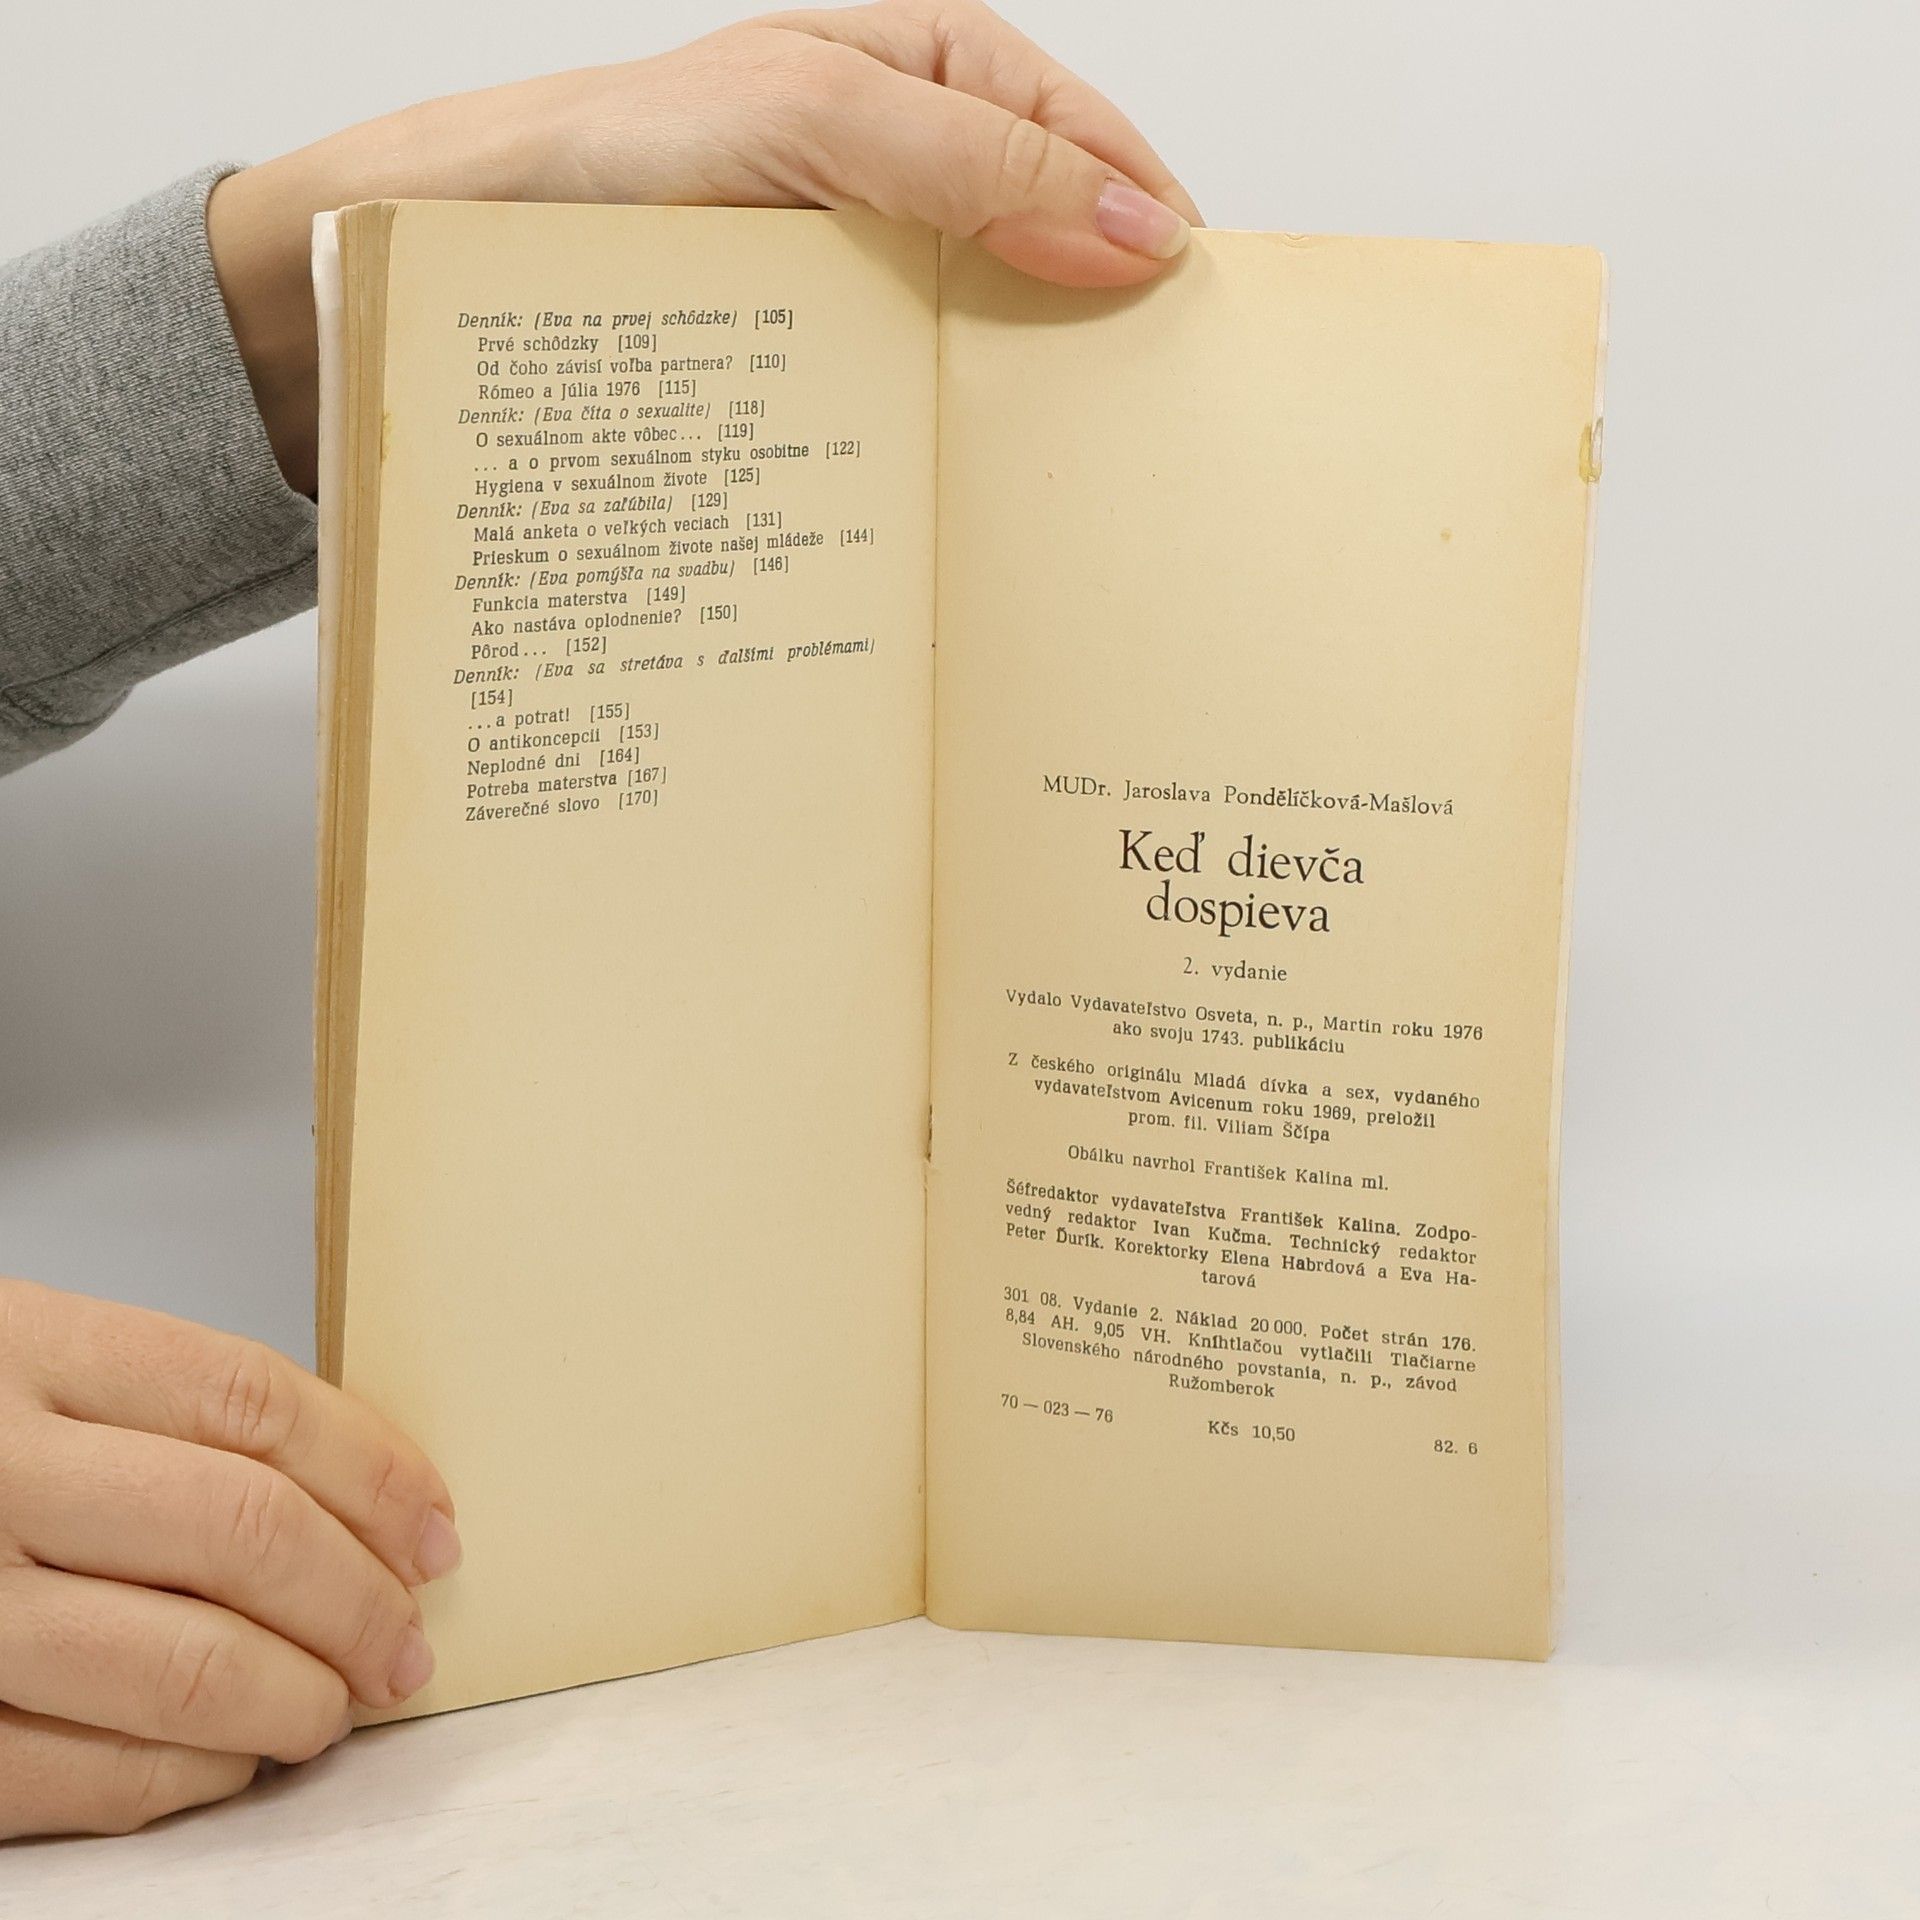 Denník: (Eva na prvej schôdzke) [105]
Prvé schôdzky [109]
Od čoho závisí voľba partnera? [110]
Rómeo a Júlia 1976 [115]
Denník: (Eva číta o sexualite) [118]
O sexuálnom akte vôbec... [119]
... a o prvom sexuálnom styku osobitne [122]
Hygiena v sexuálnom živote [125]
Denník: (Eva sa zaľúbila) [129]
Malá anketa o veľkých veciach [131]
Prieskum o sexuálnom živote našej mládeže [144]
Denník: (Eva pomýšľa na svadbu) [146]
Funkcia materstva [149]
Ako nastáva oplodnenie? [150]
Pôrod... [152]
Denník: (Eva sa stretáva s ďalšími problémami)
[154]
...a potrat! [155]
O antikoncepcii [153]
Neplodné dni [164]
Potreba materstva [167]
Záverečné slovo [170]
MUDr. Jaroslava Pondělíčková-Mašlová
Keď dievča
dospieva
2. vydanie
Vydalo Vydavateľstvo Osveta, n. p., Martin roku 1976
ako svoju 1743. publikáciu
Z českého originálu Mladá dívka a sex, vydaného
vydavateľstvom Avicenum roku 1969, preložil
prom. fil. Viliam Ščípa
Obálku navrhol František Kalina ml.
Šéfredaktor vydavateľstva František Kalina. Zodpo-
vedný redaktor Ivan Kučma. Technický redaktor
Peter Ďurík. Korektorky Elena Habrdová a Eva Ha-
tarová
301 08. Vydanie 2. Náklad 20 000. Počet strán 176.
8,84 AH. 9,05 VH. Kníhtlačou vytlačili Tlačiarne
Slovenského národného povstania, n. p., závod
Ružomberok
70 — 023 — 76 Kčs 10,50 82. 6